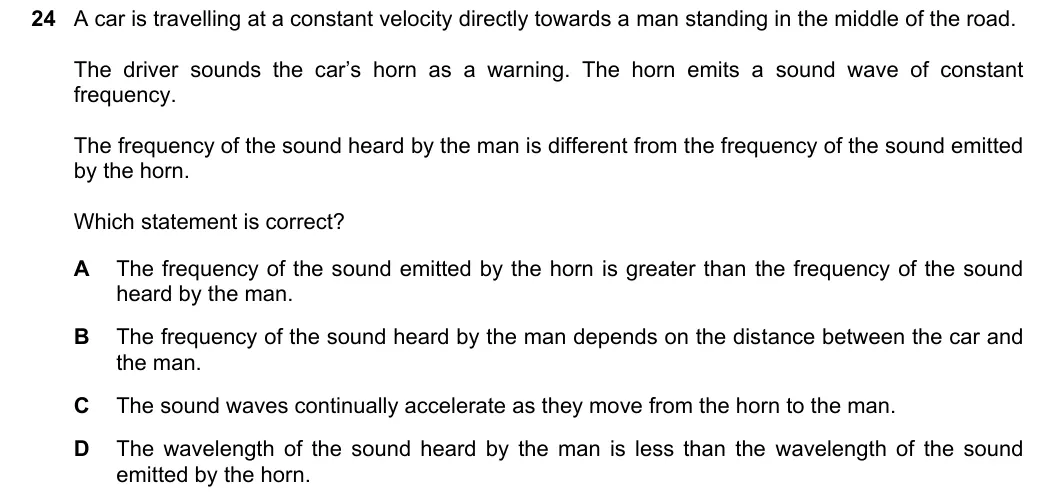 24 A car is travelling at a constant velocity directly towards a man standing in the middle of the road.
The driver sounds the car's horn as a warning. The horn emits a sound wave of constant
frequency.
The frequency of the sound heard by the man is different from the frequency of the sound emitted
by the horn.
Which statement is correct?
A The frequency of the sound emitted by the horn is greater than the frequency of the sound
heard by the man.
B The frequency of the sound heard by the man depends on the distance between the car and
the man.
C The sound waves continually accelerate as they move from the horn to the man.
D The wavelength of the sound heard by the man is less than the wavelength of the sound
emitted by the horn.